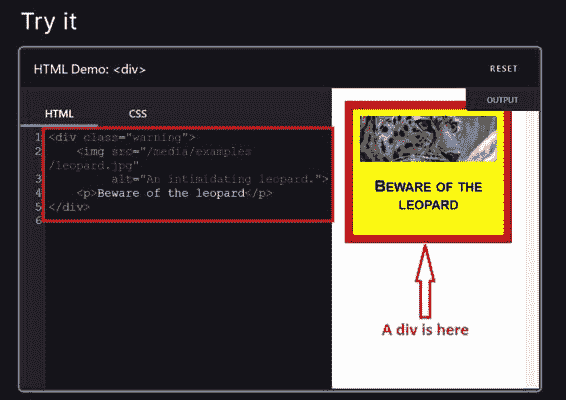 Try it
HTML Demo: <div>
RESET
HTML
CSS
OUTPUT
1 <div class="warning">
2     <img src="/media/examples
/leopard.jpg"
3         alt="An intimidating leopard.">
4     <p>Beware of the leopard</p>
5 </div>
6
BEWARE OF THE
LEOPARD
A div is here